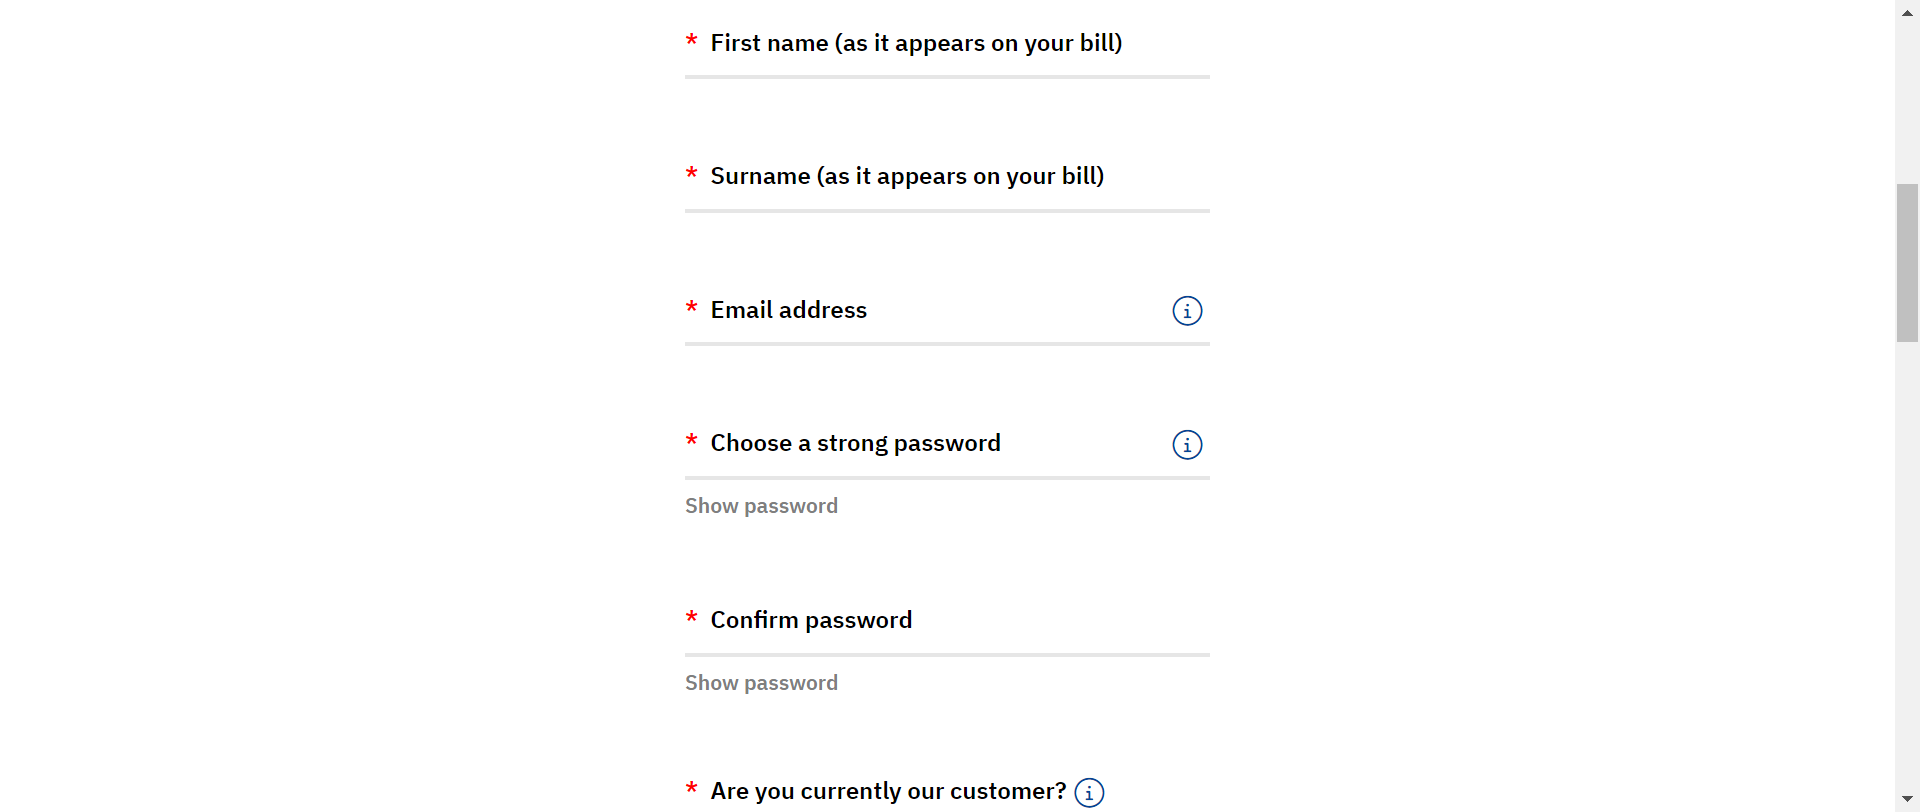 * First name (as it appears on your bill)
* Surname (as it appears on your bill)
* Email address
* Choose a strong password
Show password
* Confirm password
Show password
* Are you currently our customer?